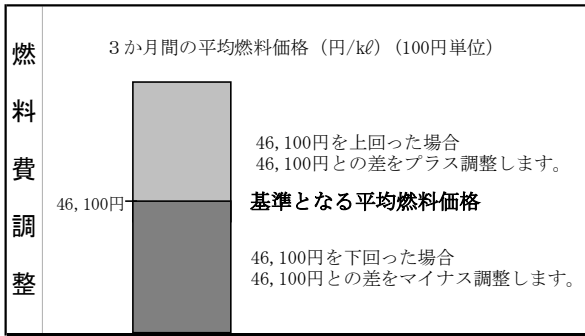 燃料費調整
３か月間の平均燃料価格（円/kℓ）（100円単位）
46,100円を上回った場合
46,100円との差をプラス調整します。
46,100円
基準となる平均燃料価格
46,100円を下回った場合
46,100円との差をマイナス調整します。